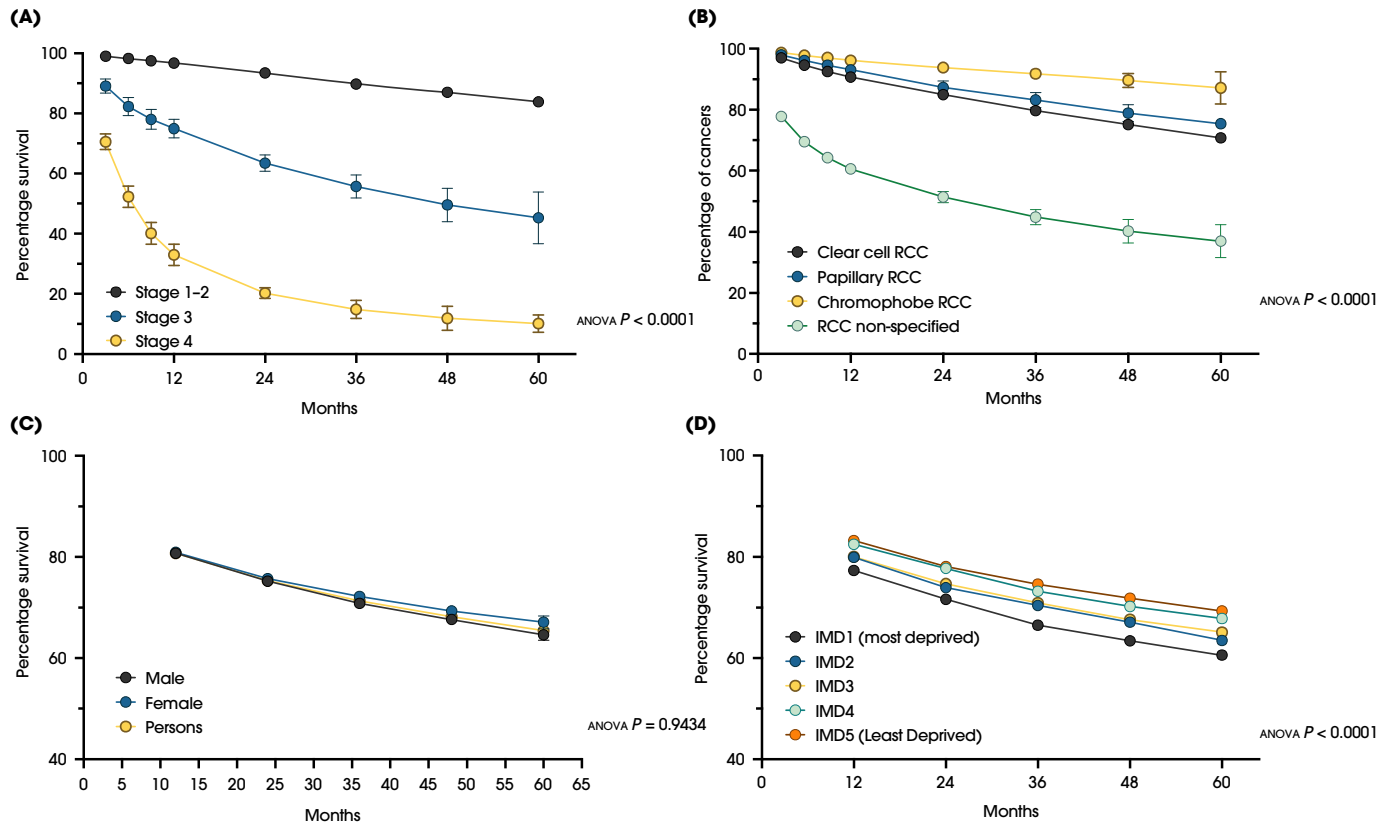 (A)
Percentage survival
100
80
60
40
20
0
Stage 1–2
Stage 3
Stage 4
ANOVA P < 0.0001
0 12 24 36 48 60
Months
(B)
Percentage of cancers
100
80
60
40
20
0
Clear cell RCC
Papillary RCC
Chromophobe RCC
RCC non-specified
ANOVA P < 0.0001
0 12 24 36 48 60
Months
(C)
Percentage survival
100
80
60
40
Male
Female
Persons
ANOVA P = 0.9434
0 5 10 15 20 25 30 35 40 45 50 55 60 65
Months
(D)
Percentage survival
100
80
60
40
IMD1 (most deprived)
IMD2
IMD3
IMD4
IMD5 (Least Deprived)
ANOVA P < 0.0001
0 12 24 36 48 60
Months